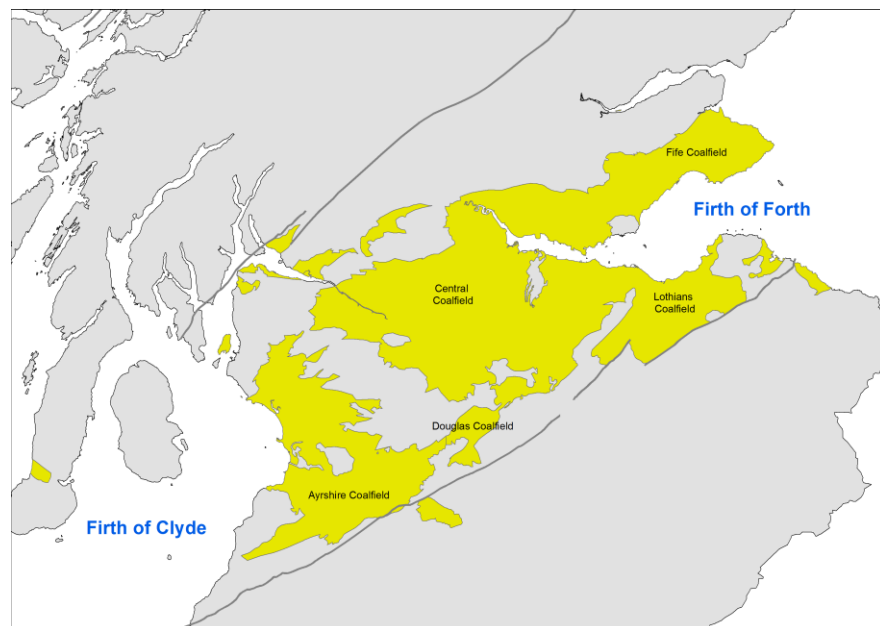 Fife Coalfield
Firth of Forth
Central
Coalfield
Lothians
Coalfield
Douglas Coalfield
Ayrshire Coalfield
Firth of Clyde